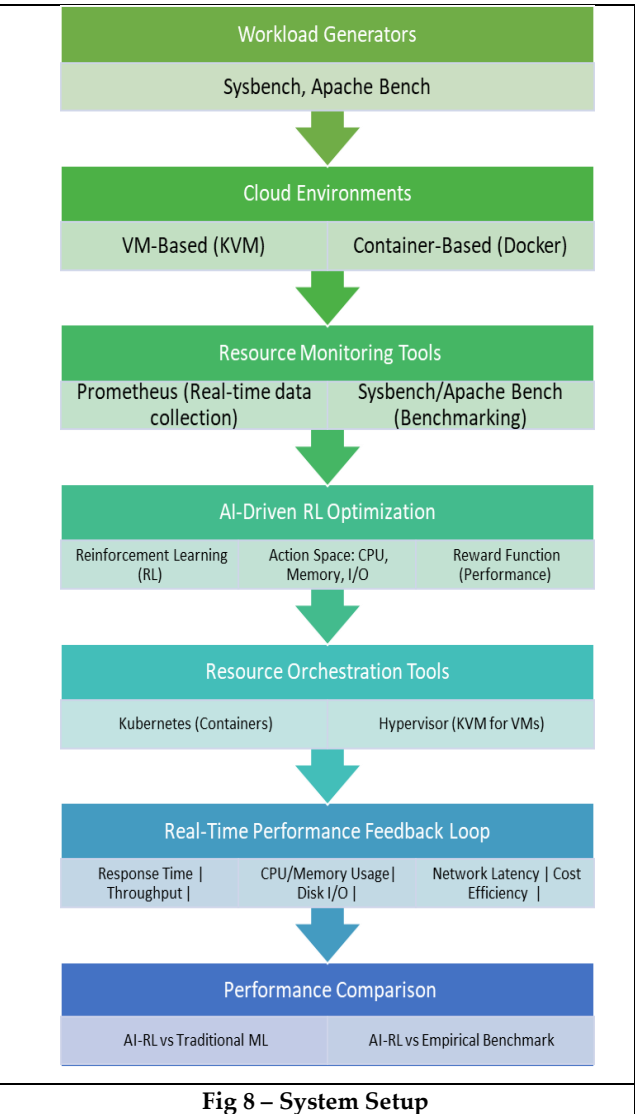 Workload Generators
Sysbench, Apache Bench
Cloud Environments
VM-Based (KVM)
Container-Based (Docker)
Resource Monitoring Tools
Prometheus (Real-time data
collection)
Sysbench/Apache Bench
(Benchmarking)
AI-Driven RL Optimization
Reinforcement Learning
(RL)
Action Space: CPU,
Memory, I/O
Reward Function
(Performance)
Resource Orchestration Tools
Kubernetes (Containers)
Hypervisor (KVM for VMs)
Real-Time Performance Feedback Loop
Response Time |
Throughput |
CPU/Memory Usage|
Disk I/O |
Network Latency | Cost
Efficiency |
Performance Comparison
AI-RL vs Traditional ML
AI-RL vs Empirical Benchmark
Fig 8 – System Setup